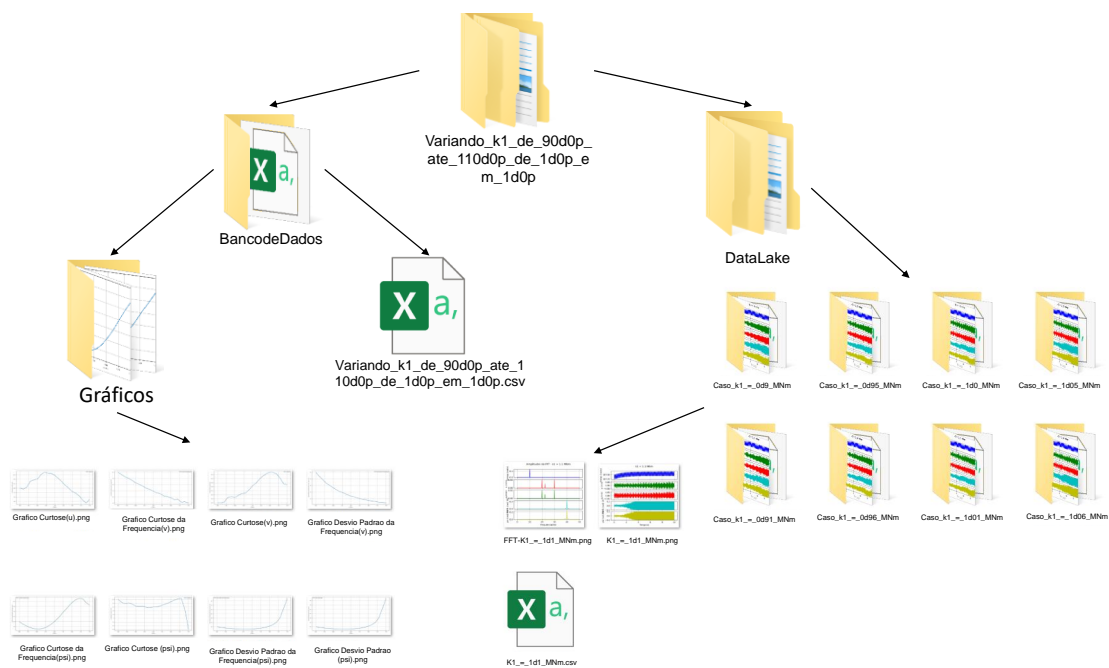 Variando_k1_de_90d0p_
ate_110d0p_de_1d0p_e
m_1d0p
X a,
BancodeDados
DataLake
X a,
Variando_k1_de_90d0p_ate_1
10d0p_de_1d0p_em_1d0p.csv
Gráficos
Caso_k1_=_0d9_MNm
Caso_k1_=_0d95_MNm
Caso_k1_=_1d0_MNm
Caso_k1_=_1d05_MNm
Caso_k1_=_0d91_MNm
Caso_k1_=_0d96_MNm
Caso_k1_=_1d01_MNm
Caso_k1_=_1d06_MNm
Grafico Curtose(u).png
Grafico Curtose da
Frequencia(v).png
Grafico Curtose(v).png
Grafico Desvio Padrao da
Frequencia(v).png
FFT-K1_=_1d1_MNm.png
K1_=_1d1_MNm.png
Grafico Curtose da
Frequencia(psi).png
Grafico Curtose (psi).png
Grafico Desvio Padrao da
Frequencia(psi).png
Grafico Desvio Padrao
(psi).png
X a,
K1_=_1d1_MNm.csv